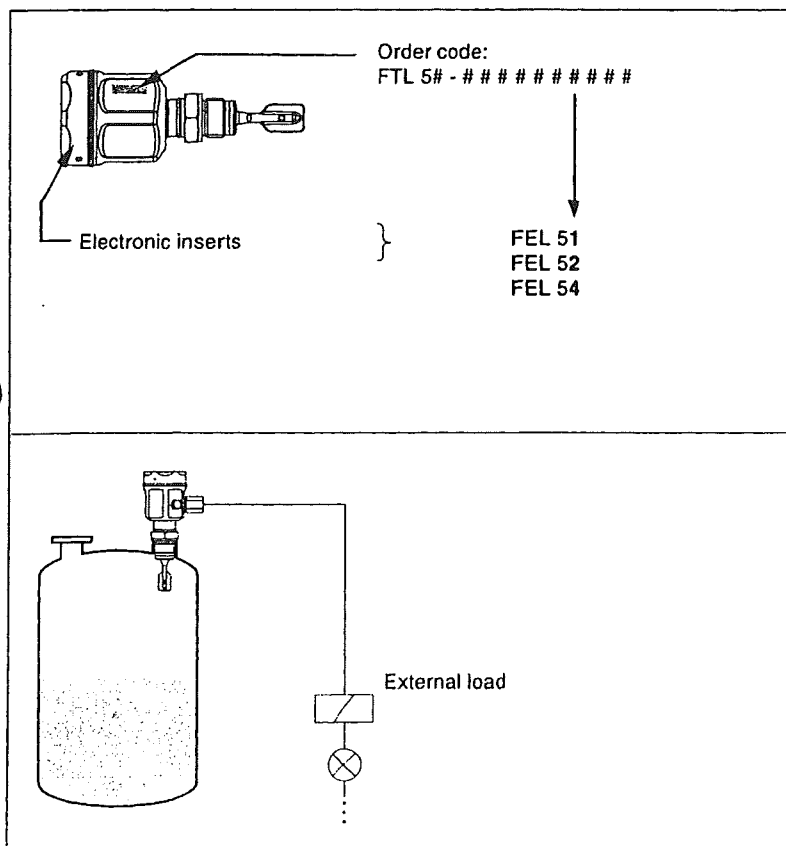 Order code:
FTL 5# - # # # # # # # # # #
Electronic inserts
FEL 51
FEL 52
FEL 54
External load